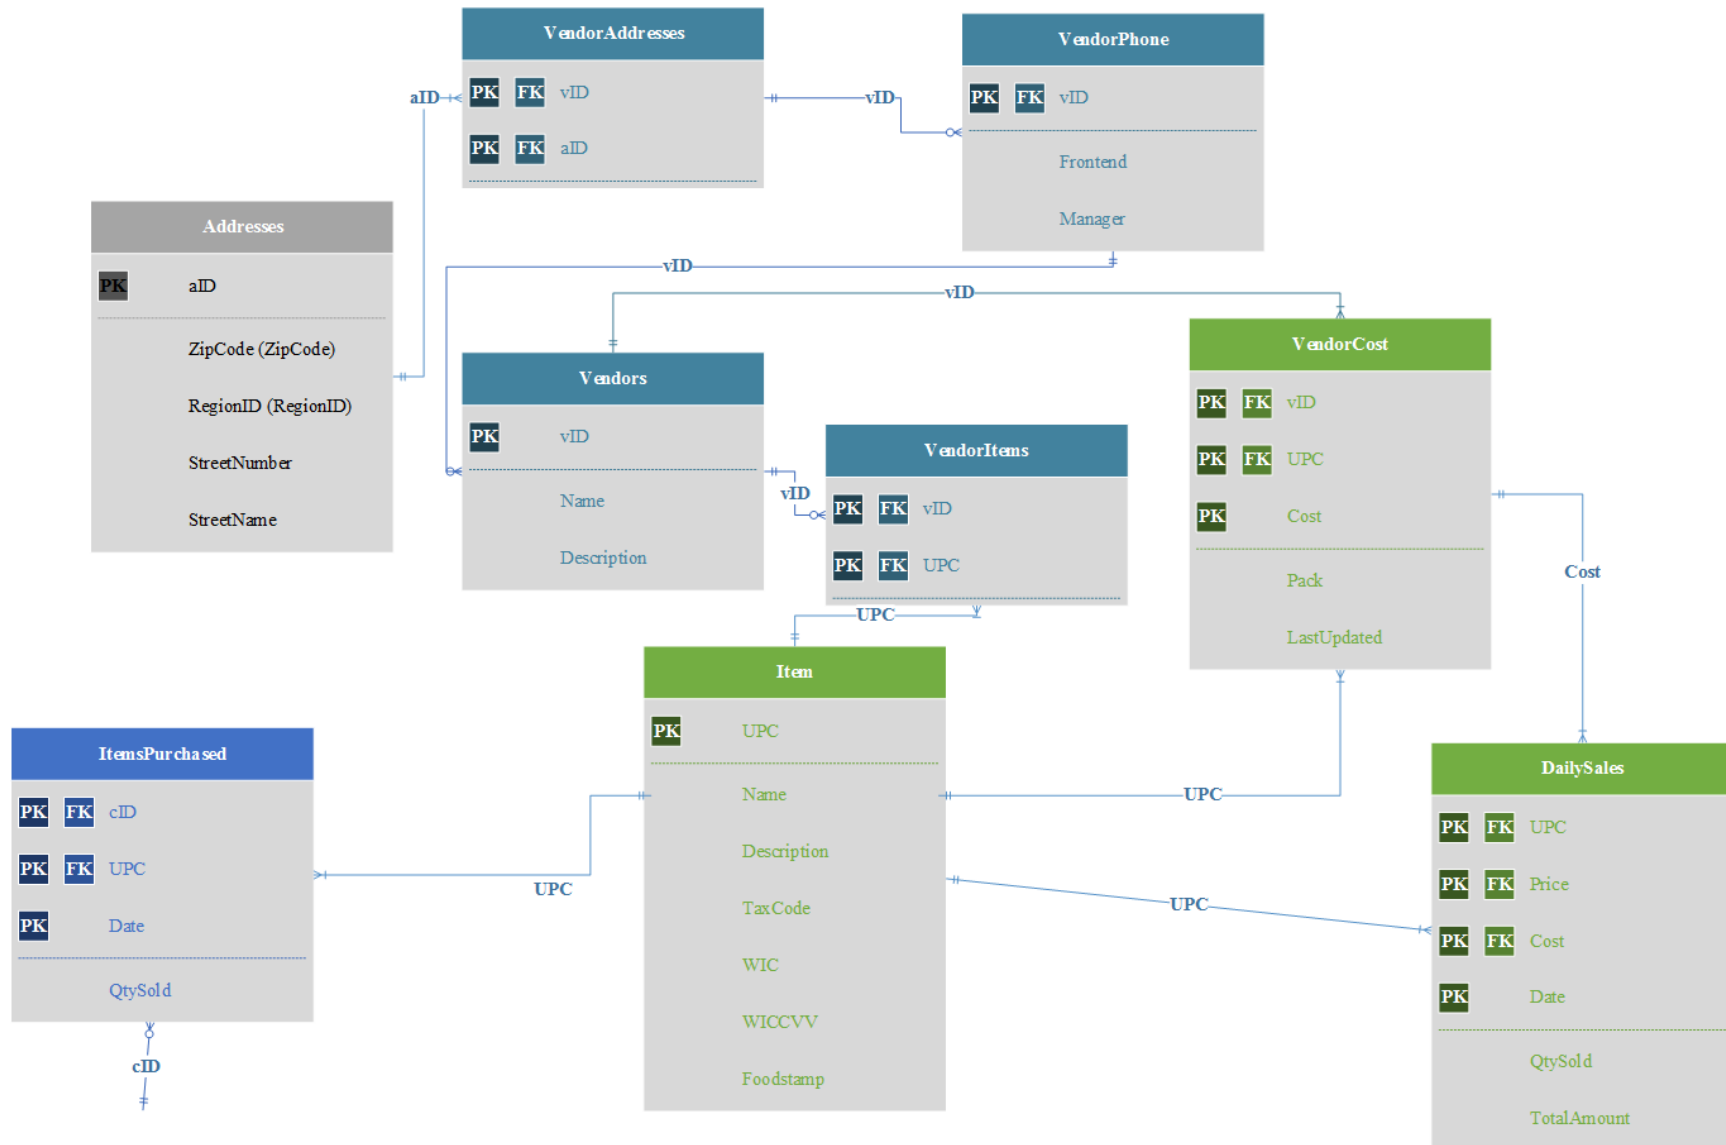 VendorAddresses
PK FK vID
PK FK aID
VendorPhone
PK FK vID
Frontend
Manager
aID
vID
Addresses
PK aID
ZipCode (ZipCode)
RegionID (RegionID)
StreetNumber
StreetName
vID
vID
Vendors
PK vID
Name
Description
vID
VendorItems
PK FK vID
PK FK UPC
VendorCost
PK FK vID
PK FK UPC
PK Cost
Pack
LastUpdated
Cost
UPC
Item
PK UPC
Name
Description
TaxCode
WIC
WICCVV
Foodstamp
ItemsPurchased
PK FK cID
PK FK UPC
PK Date
QtySold
UPC
cID
UPC
UPC
DailySales
PK FK UPC
PK FK Price
PK FK Cost
PK Date
QtySold
TotalAmount